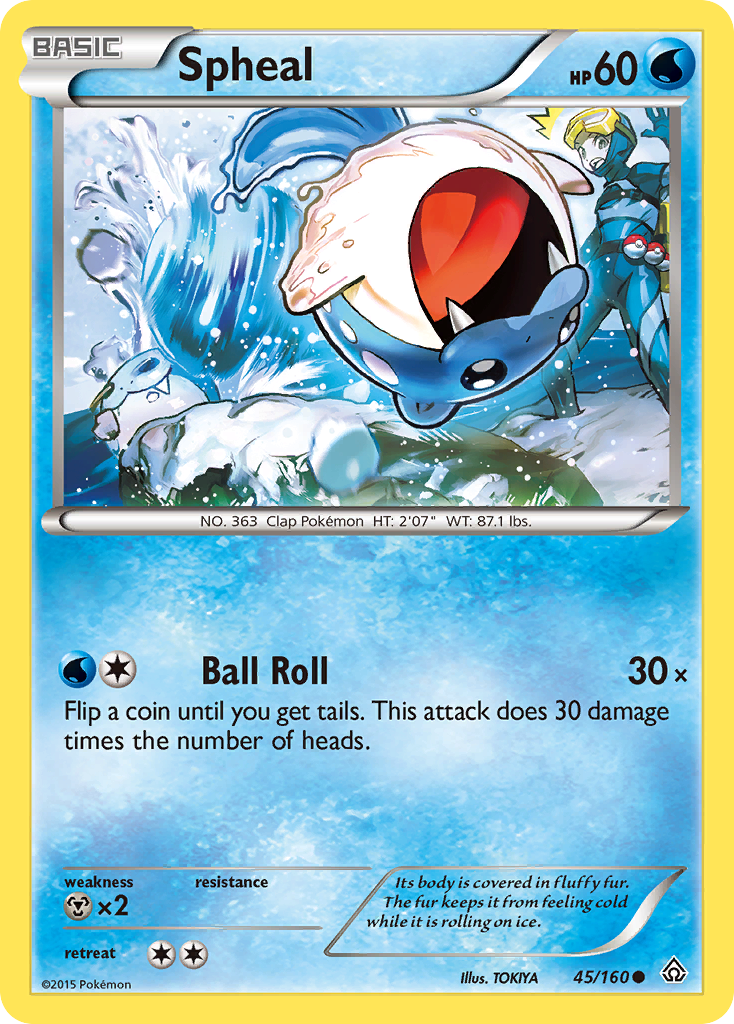 BASIC
Spheal
HP60
NO. 363 Clap Pokémon HT: 2'07" WT: 87.1 lbs.
Ball Roll
30×
Flip a coin until you get tails. This attack does 30 damage
times the number of heads.
weakness
resistance
×2
retreat
Its body is covered in fluffy fur.
The fur keeps it from feeling cold
while it is rolling on ice.
©2015 Pokémon
Illus. TOKIYA
45/160